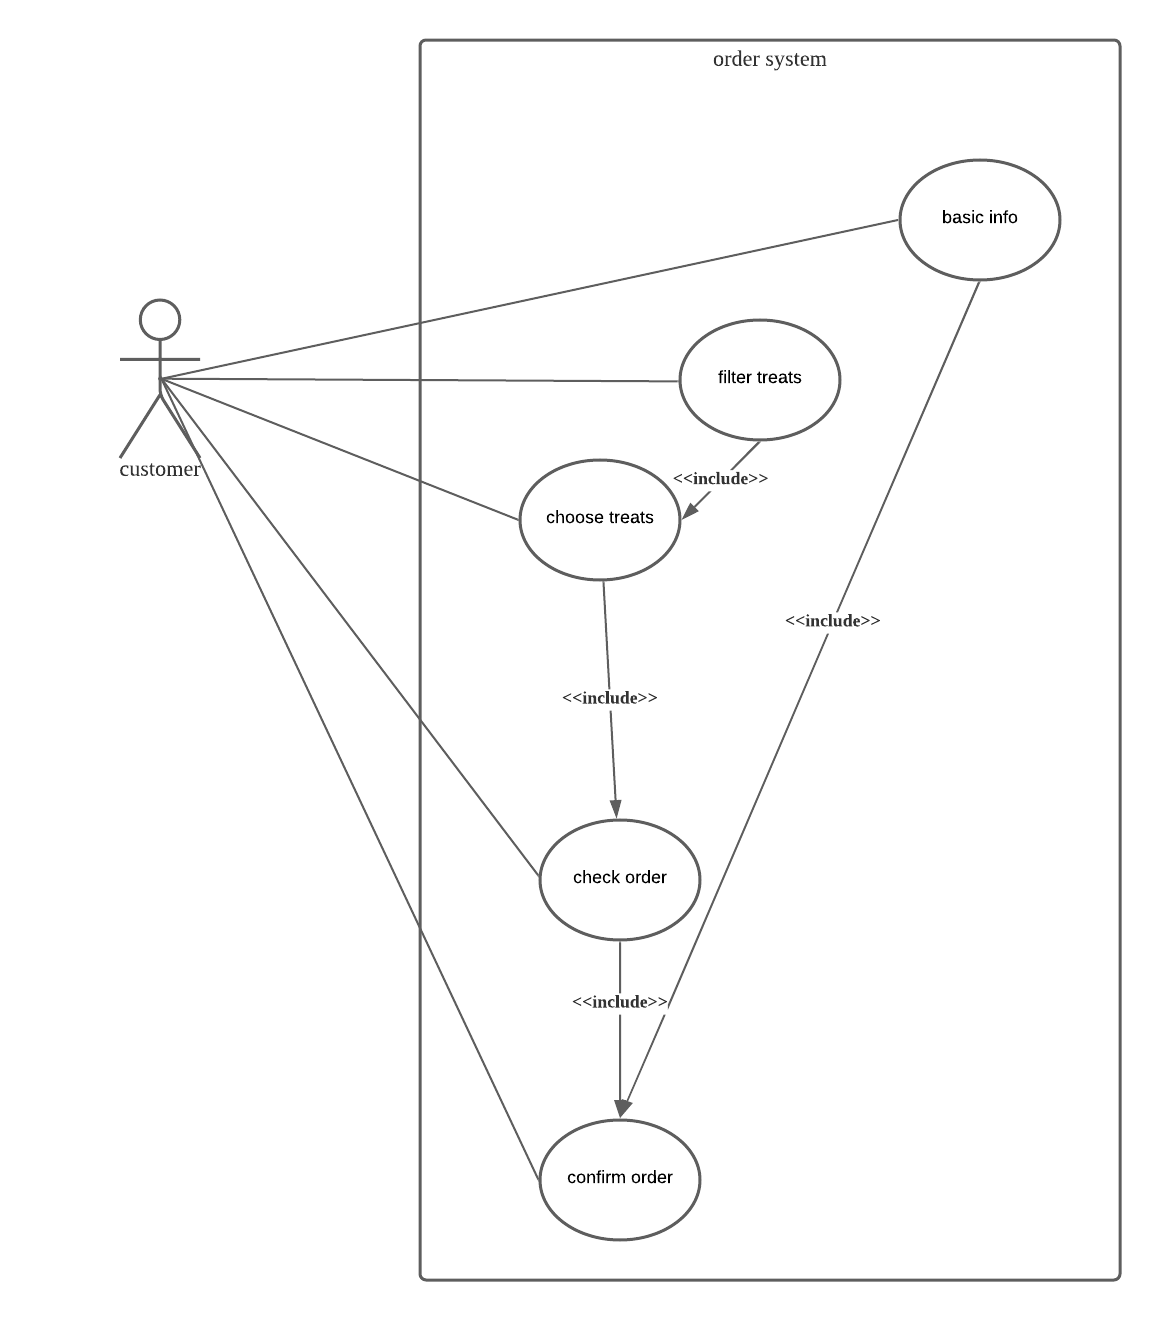 order system
basic info
filter treats
customer
<<include>>
choose treats
<<include>>
<<include>>
check order
<<include>>
confirm order